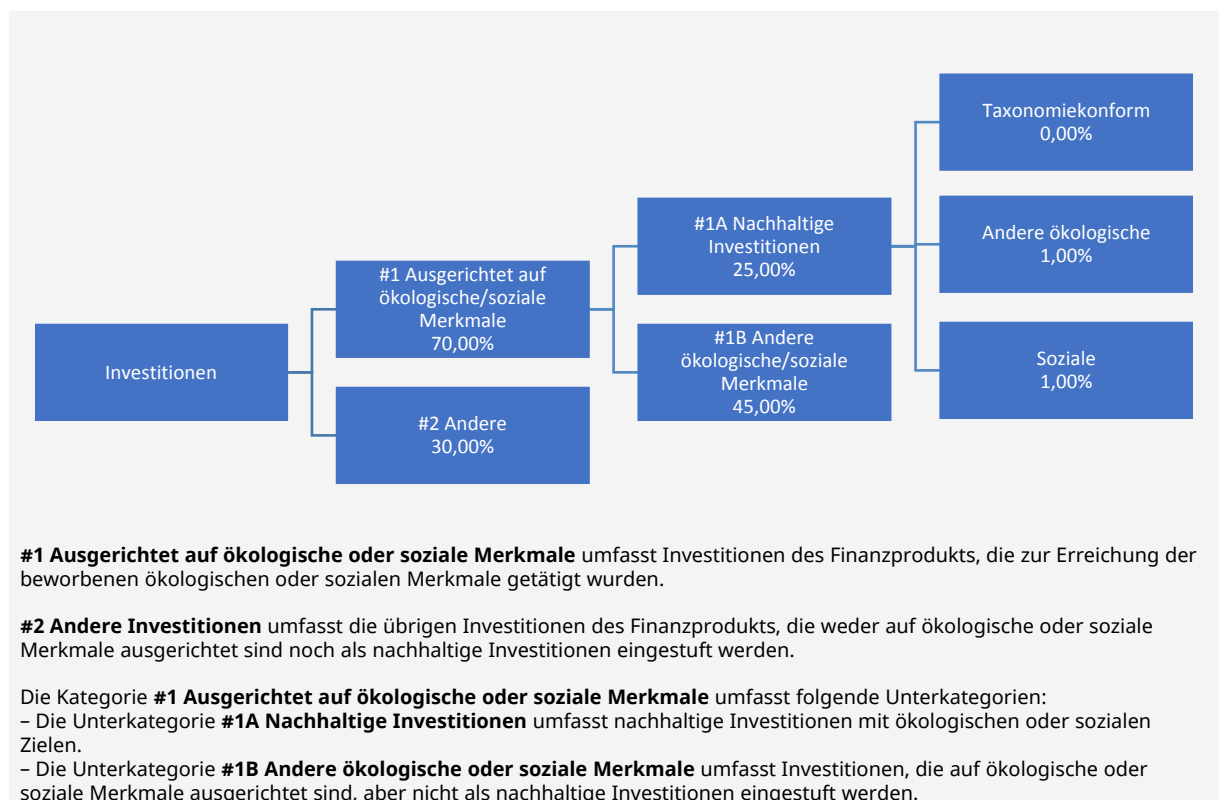 Taxonomiekonform
0,00%
#1A Nachhaltige
Investitionen
25,00%
Andere ökologische
1,00%
#1 Ausgerichtet auf
ökologische/soziale
Merkmale
70,00%
#1B Andere
ökologische/soziale
Merkmale
45,00%
Soziale
1,00%
Investitionen
#2 Andere
30,00%
#1 Ausgerichtet auf ökologische oder soziale Merkmale umfasst Investitionen des Finanzprodukts, die zur Erreichung der
beworbenen ökologischen oder sozialen Merkmale getätigt wurden.
#2 Andere Investitionen umfasst die übrigen Investitionen des Finanzprodukts, die weder auf ökologische oder soziale
Merkmale ausgerichtet sind noch als nachhaltige Investitionen eingestuft werden.
Die Kategorie #1 Ausgerichtet auf ökologische oder soziale Merkmale umfasst folgende Unterkategorien:
– Die Unterkategorie #1A Nachhaltige Investitionen umfasst nachhaltige Investitionen mit ökologischen oder sozialen
Zielen.
– Die Unterkategorie #1B Andere ökologische oder soziale Merkmale umfasst Investitionen, die auf ökologische oder
soziale Merkmale ausgerichtet sind, aber nicht als nachhaltige Investitionen eingestuft werden.